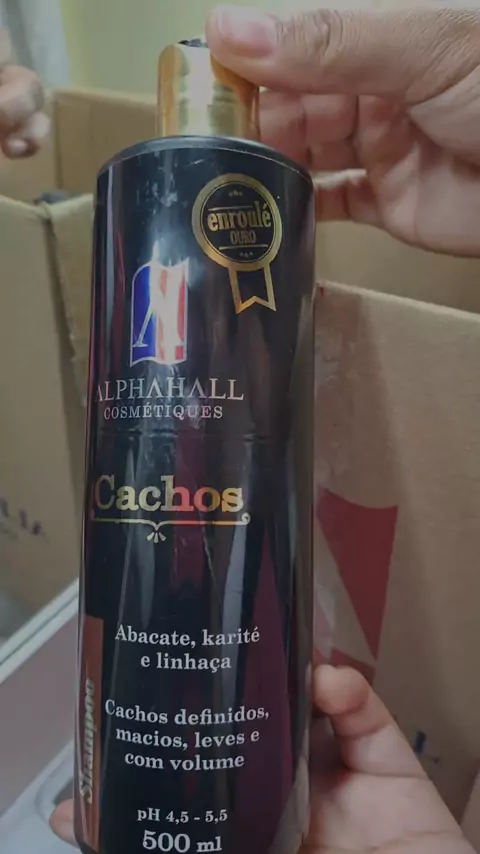 enroulé
OURO
ALPHAHALL
COSMÉTIQUES
Cachos
Abacate, karité
e linhaça
Cachos definidos,
macios, leves e
com volume
Shampoo
pH 4,5 - 5,5
500 ml